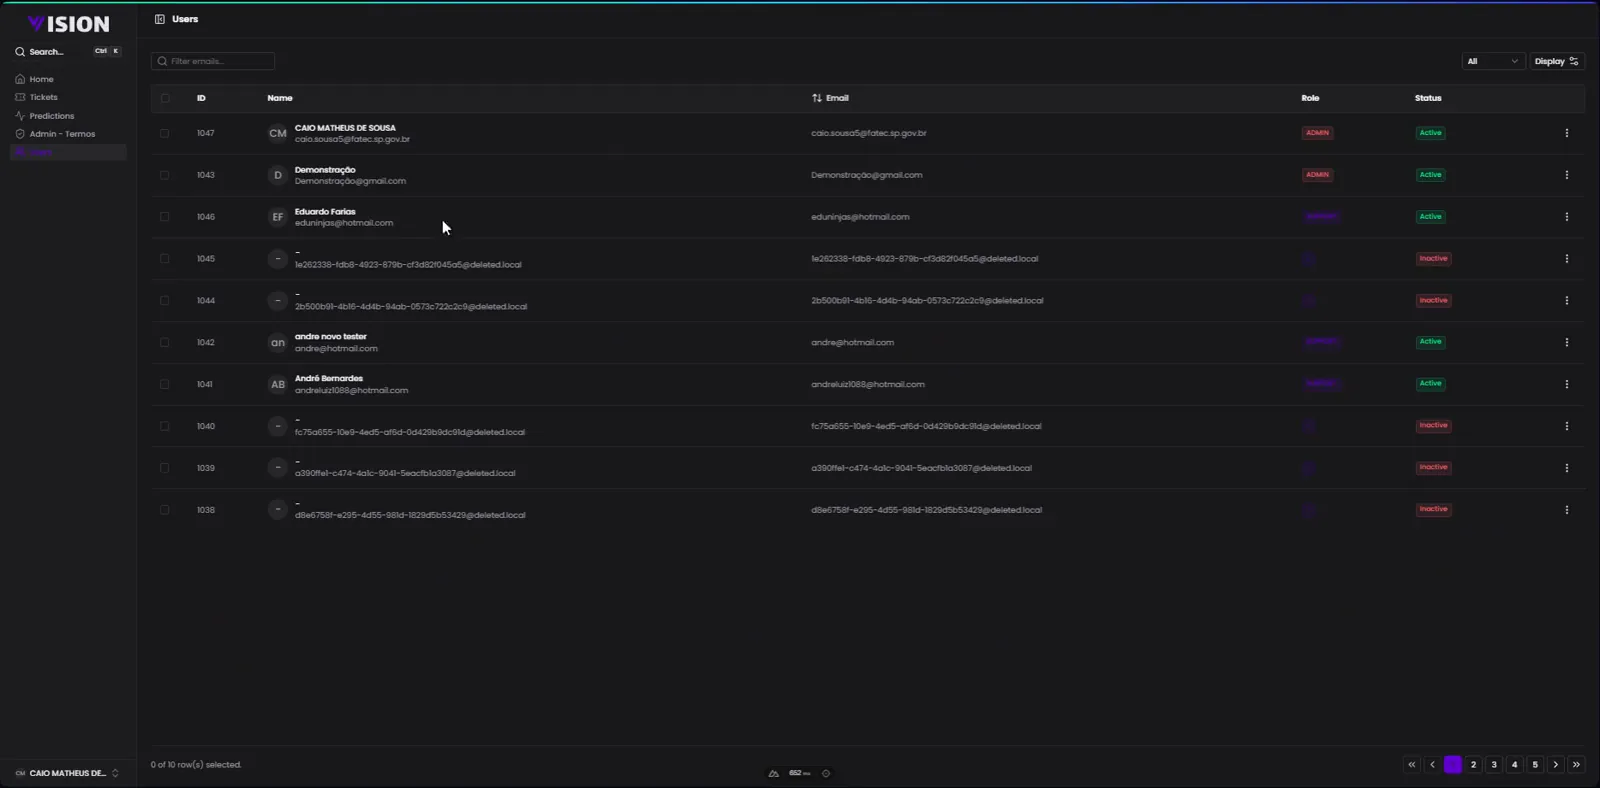 VISION
Search...
Ctrl K
Home
Tickets
Predictions
Admin - Termos
Users
Filter emails...
All
Display
ID Name Email Role Status
1047 CM CAIO MATHEUS DE SOUSA
caio.sousa5@fatec.sp.gov.br caio.sousa5@fatec.sp.gov.br ADMIN Active
1043 D Demonstração
Demonstração@gmail.com Demonstração@gmail.com ADMIN Active
1046 EF Eduardo Farias
eduninjas@hotmail.com eduninjas@hotmail.com Active
1045 - -
1e262338-fdb8-4923-879b-cf3d82f045a5@deleted.local 1e262338-fdb8-4923-879b-cf3d82f045a5@deleted.local Inactive
1044 - -
2b500b91-4b16-4d4b-94ab-0573c722c2c9@deleted.local 2b500b91-4b16-4d4b-94ab-0573c722c2c9@deleted.local Inactive
1042 an andre novo tester
andre@hotmail.com andre@hotmail.com Active
1041 AB André Bernardes
andreluiz1088@hotmail.com andreluiz1088@hotmail.com Active
1040 - -
fc75a655-10e9-4ed5-af6d-0d429b9dc91d@deleted.local fc75a655-10e9-4ed5-af6d-0d429b9dc91d@deleted.local Inactive
1039 - -
a390ffe1-c474-4a1c-9041-5eacfb1a3087@deleted.local a390ffe1-c474-4a1c-9041-5eacfb1a3087@deleted.local Inactive
1038 - -
d8e6758f-e295-4d55-981d-1829d5b53429@deleted.local d8e6758f-e295-4d55-981d-1829d5b53429@deleted.local Inactive
0 of 10 row(s) selected.
652 ms
2 3 4 5
CM CAIO MATHEUS DE...